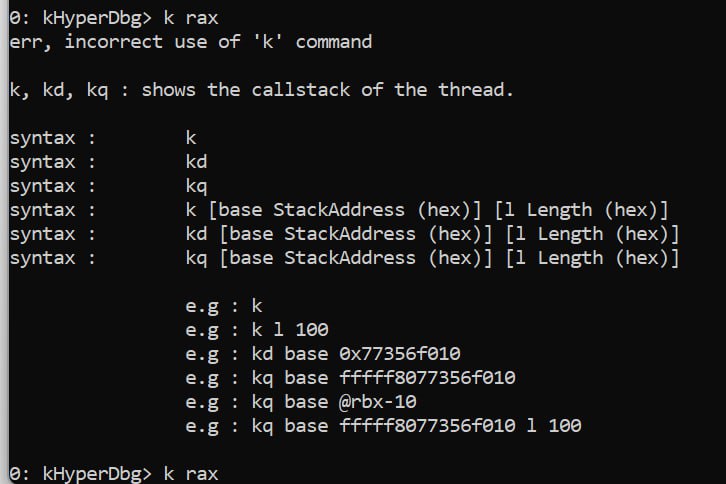 0: kHyperDbg> k rax
err, incorrect use of 'k' command
k, kd, kq : shows the callstack of the thread.
syntax : k
syntax : kd
syntax : kq
syntax : k [base StackAddress (hex)] [l Length (hex)]
syntax : kd [base StackAddress (hex)] [l Length (hex)]
syntax : kq [base StackAddress (hex)] [l Length (hex)]
e.g : k
e.g : k l 100
e.g : kd base 0x77356f010
e.g : kq base fffff8077356f010
e.g : kq base @rbx-10
e.g : kq base fffff8077356f010 l 100
0: kHyperDbg> k rax